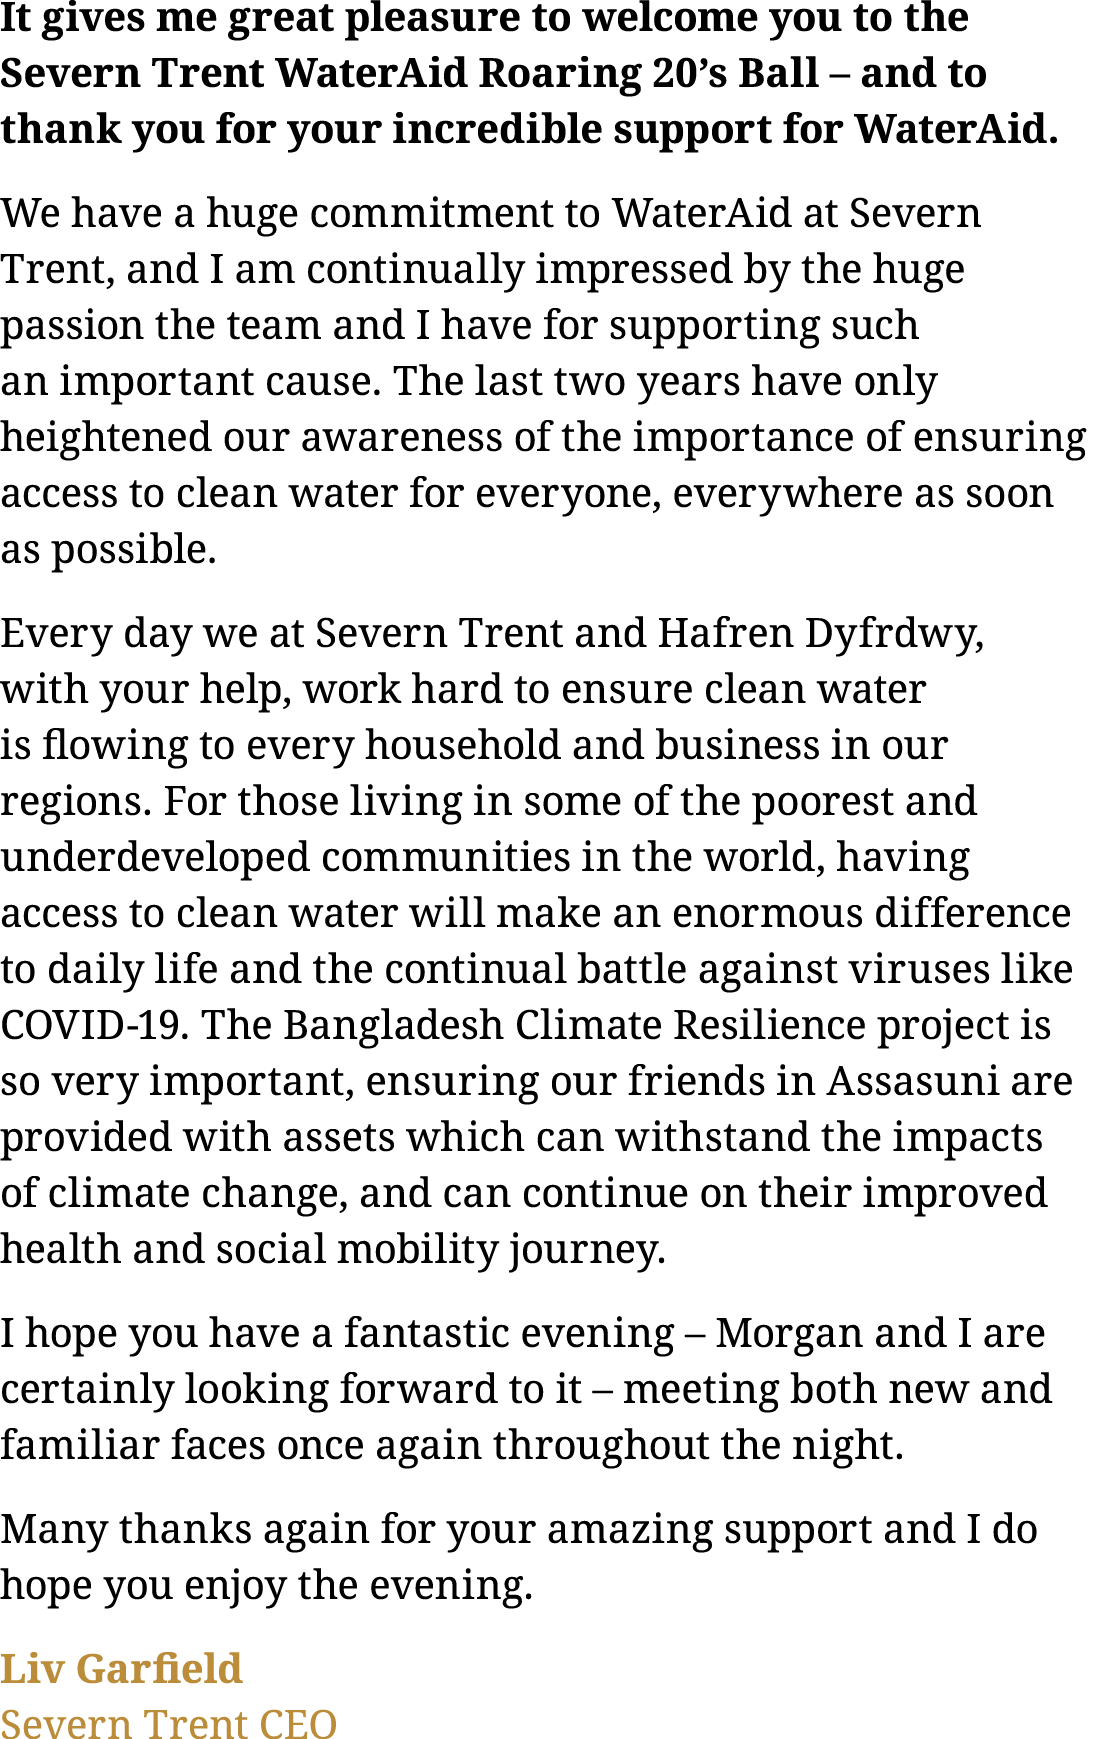 It gives me great pleasure to welcome you to the
Severn Trent WaterAid Roaring 20’s Ball – and to
thank you for your incredible support for WaterAid.
We have a huge commitment to WaterAid at Severn
Trent, and I am continually impressed by the huge
passion the team and I have for supporting such
an important cause. The last two years have only
heightened our awareness of the importance of ensuring
access to clean water for everyone, everywhere as soon
as possible.
Every day we at Severn Trent and Hafren Dyfrdwy,
with your help, work hard to ensure clean water
is flowing to every household and business in our
regions. For those living in some of the poorest and
underdeveloped communities in the world, having
access to clean water will make an enormous difference
to daily life and the continual battle against viruses like
COVID-19. The Bangladesh Climate Resilience project is
so very important, ensuring our friends in Assasuni are
provided with assets which can withstand the impacts
of climate change, and can continue on their improved
health and social mobility journey.
I hope you have a fantastic evening – Morgan and I are
certainly looking forward to it – meeting both new and
familiar faces once again throughout the night.
Many thanks again for your amazing support and I do
hope you enjoy the evening.
Liv Garfield
Severn Trent CEO